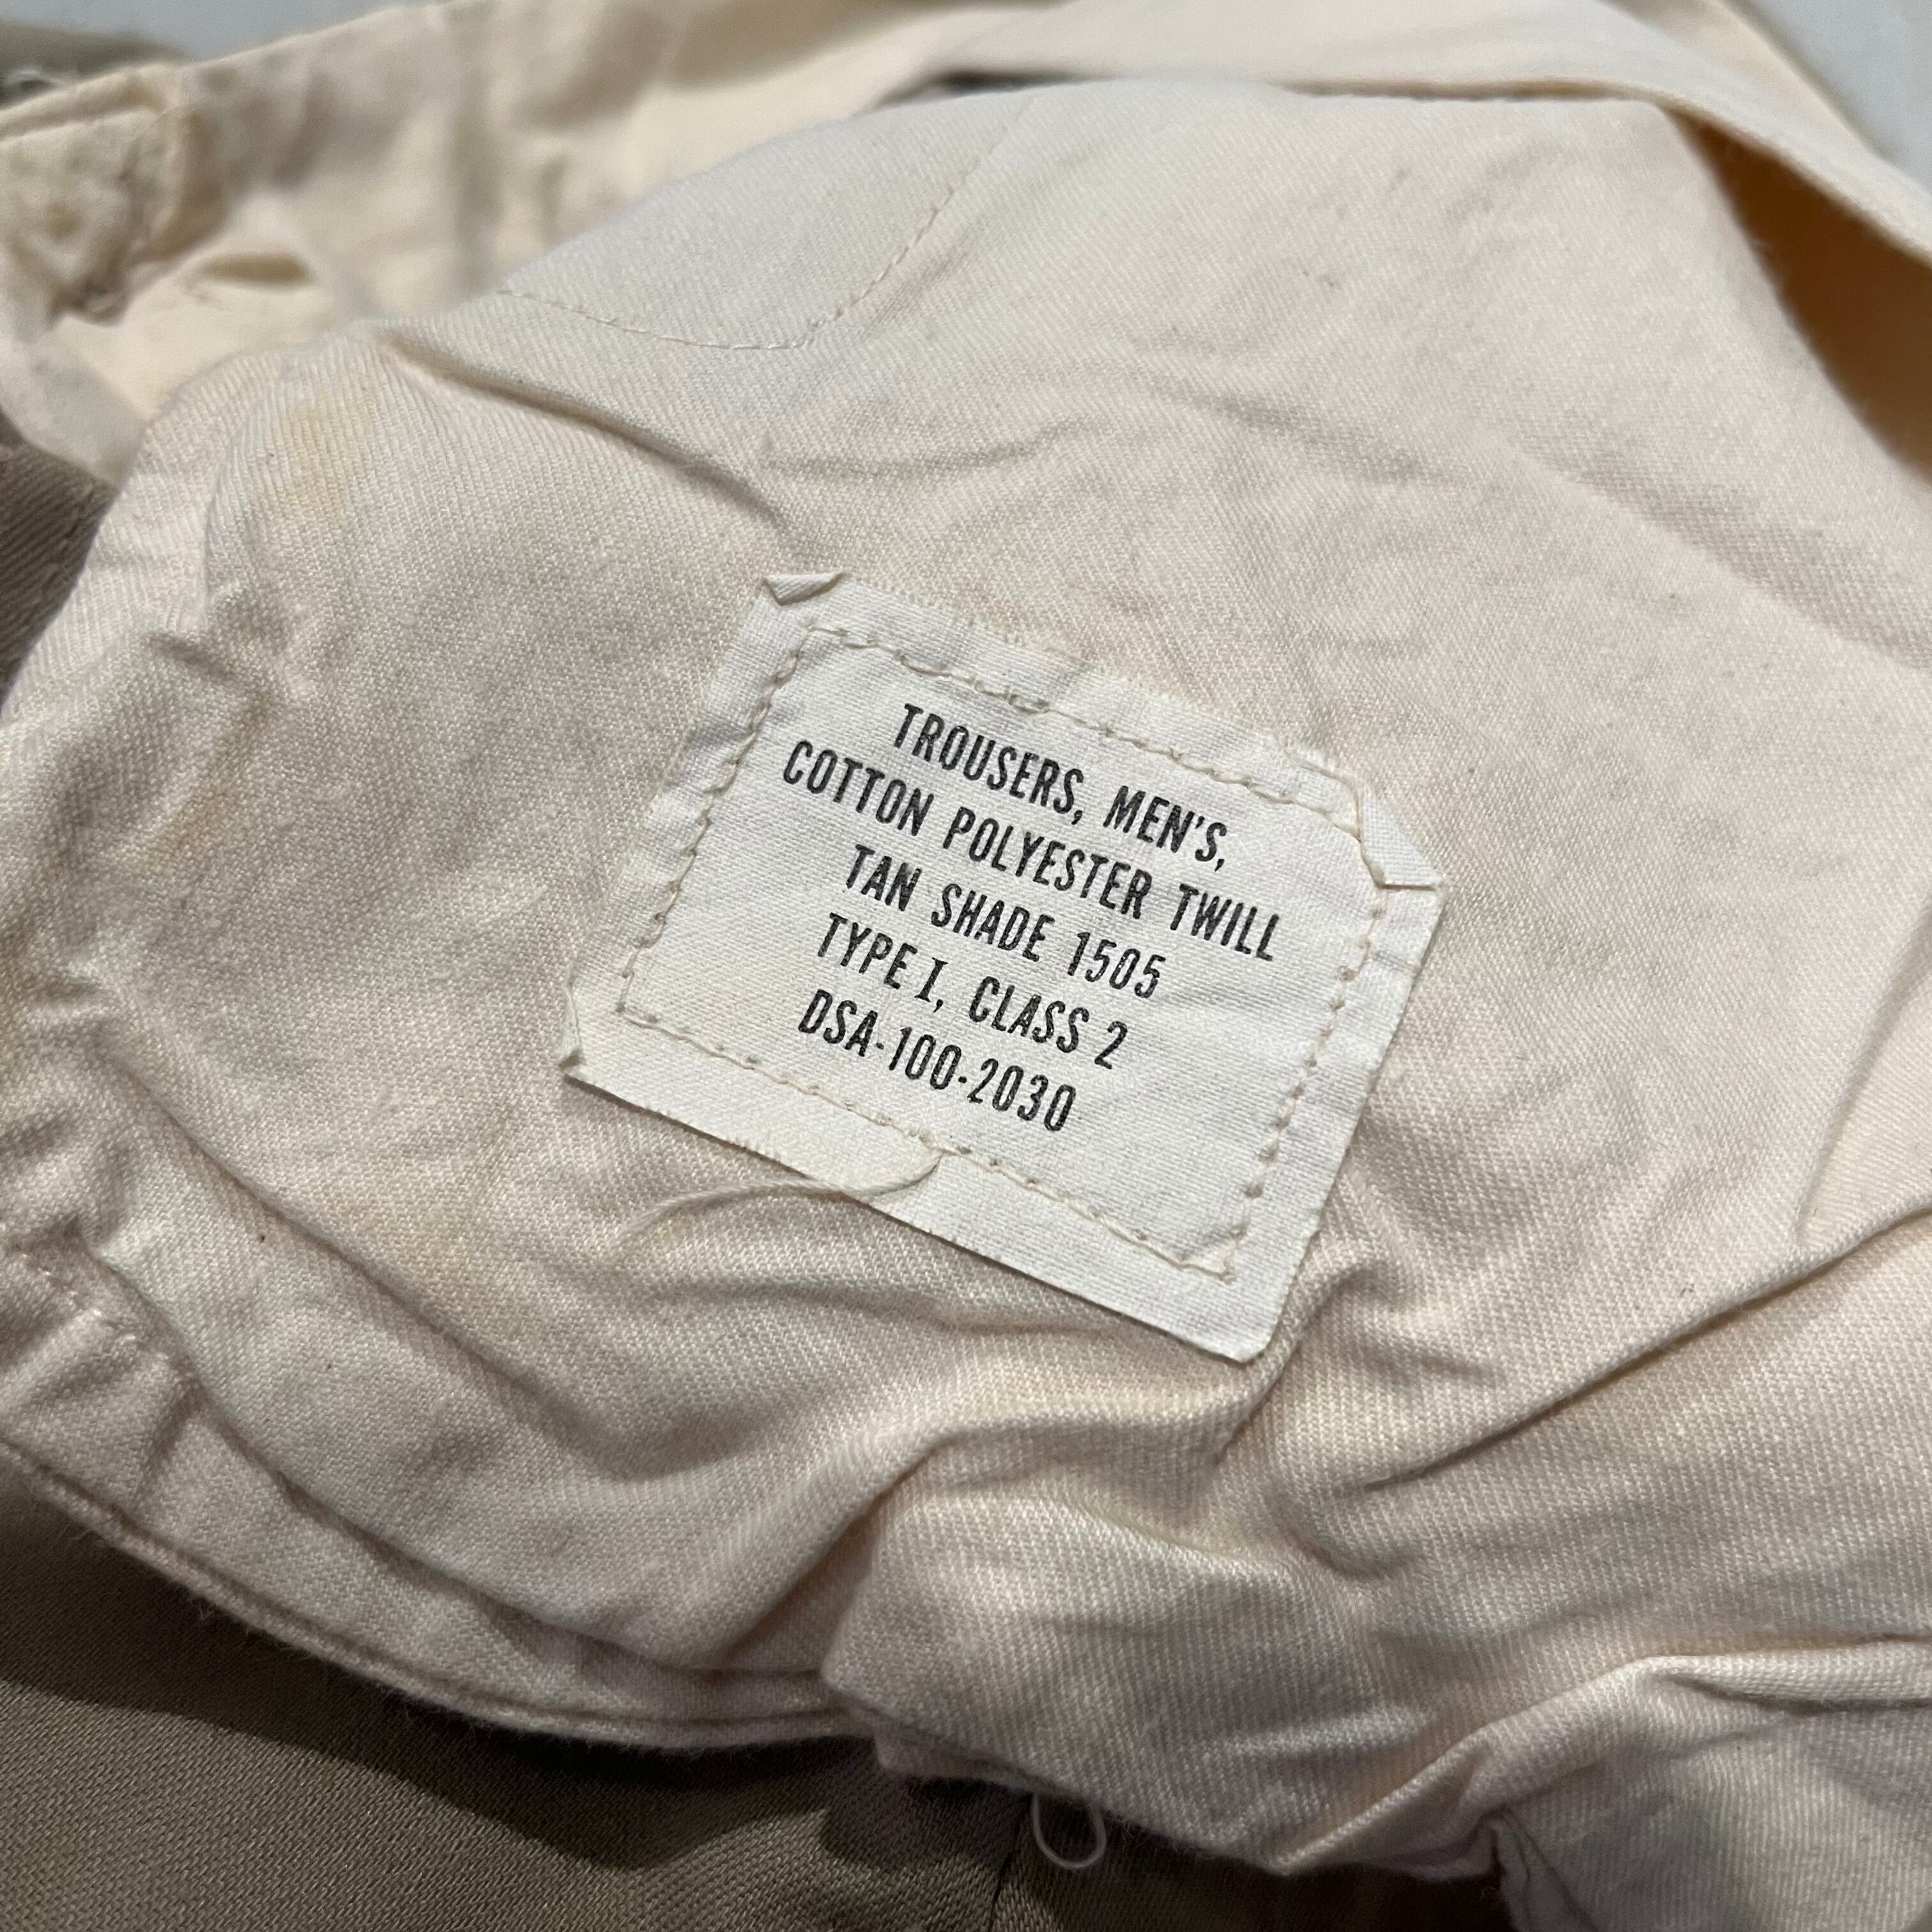 TROUSERS, MEN'S,
COTTON POLYESTER TWILL
TAN SHADE 1505
TYPE I, CLASS 2
DSA-100-2030